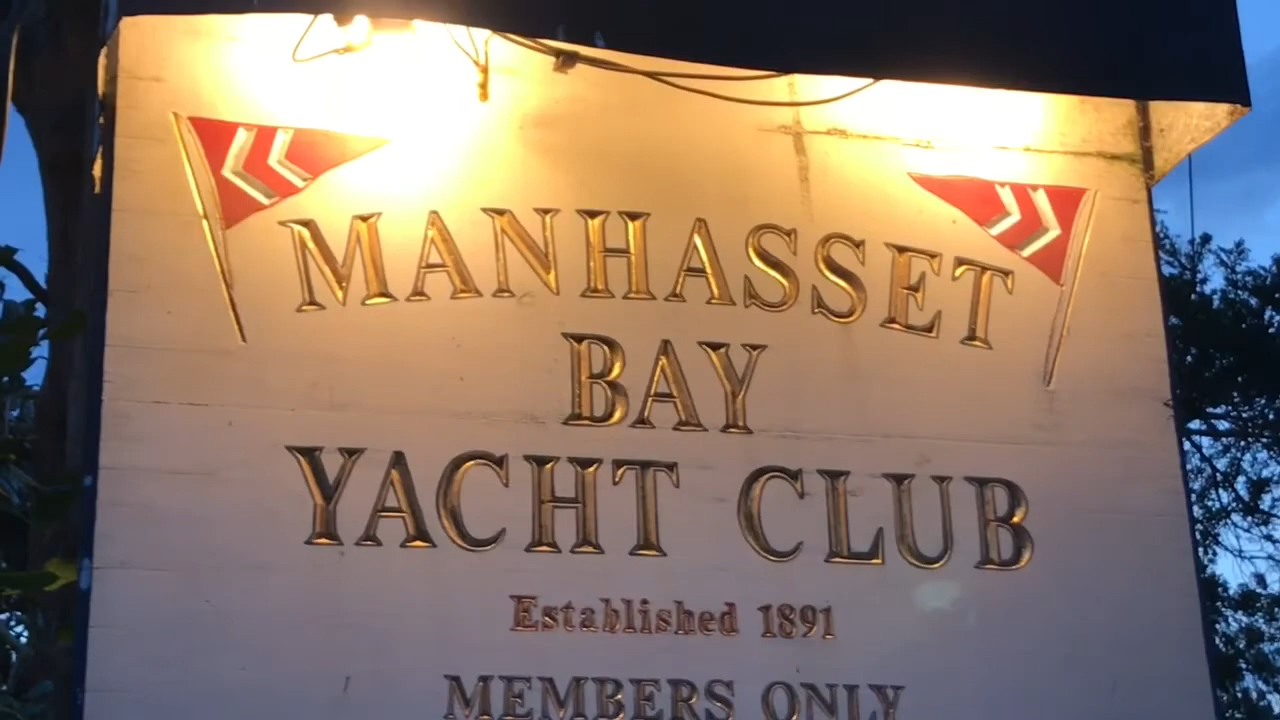 MANHASSET
BAY
YACHT CLUB
Established 1891
MEMBERS ONLY